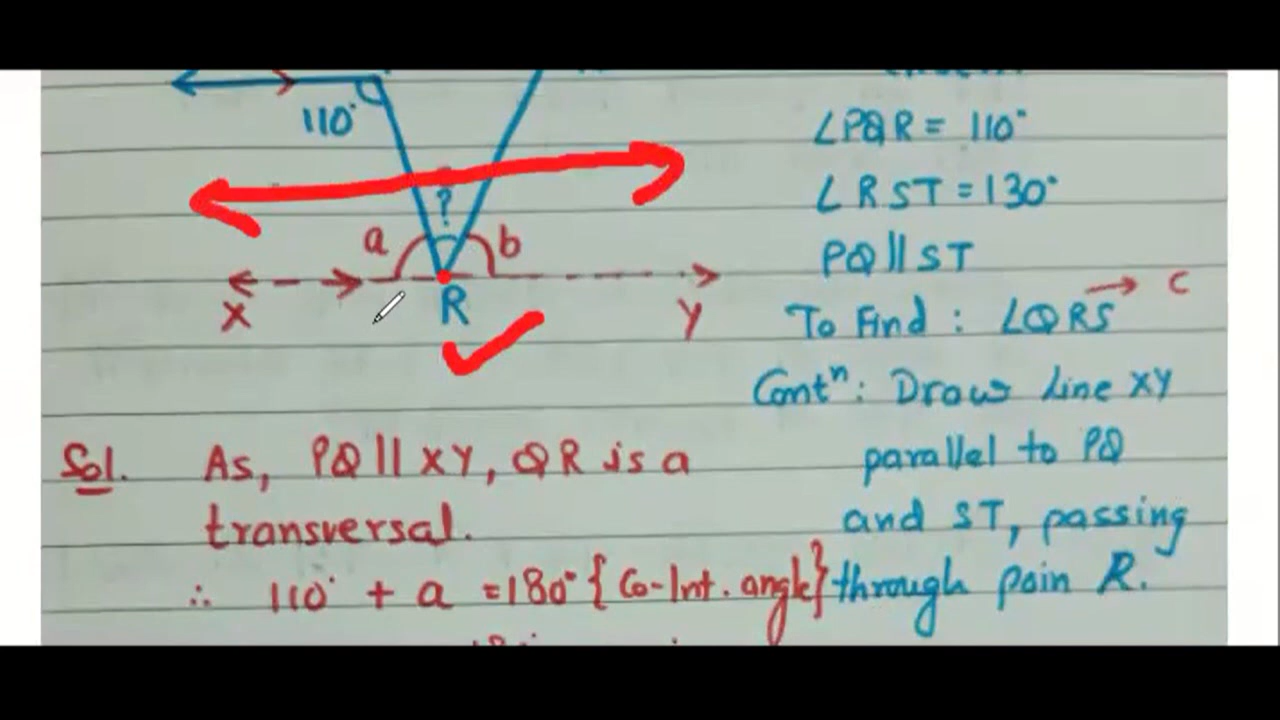 110°
∠PQR = 110°
∠RST = 130°
PQ || ST
To Find : ∠QRS → c
Contⁿ : Draw Line XY
parallel to PQ
and ST, passing
through poin R.
?
a
b
X
R
Y
Sol. As, PQ || XY, QR is a
transversal.
∴ 110° + a = 180° {Co-Int. angle}